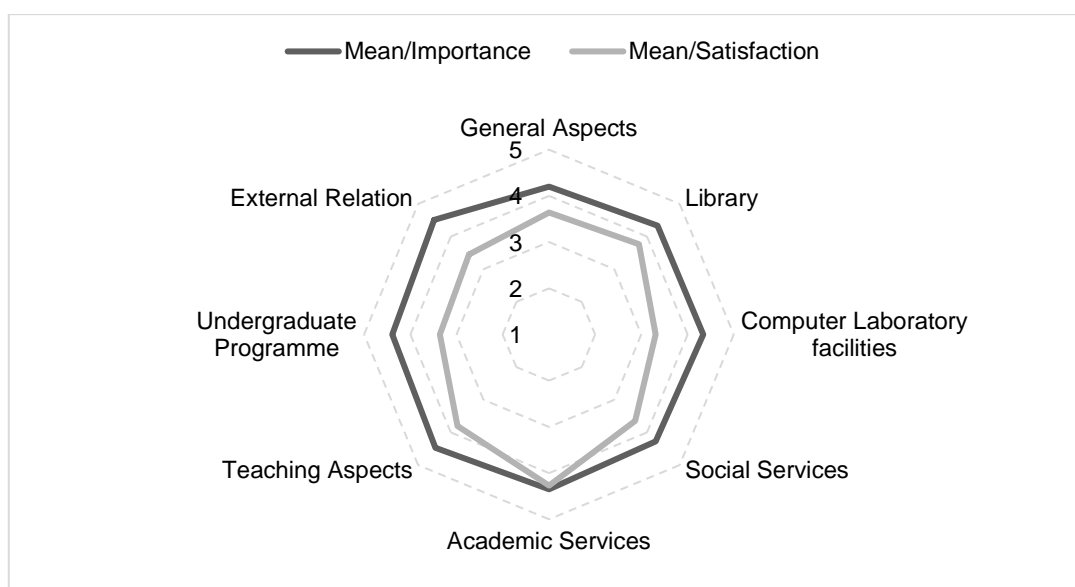 Mean/Importance
Mean/Satisfaction
General Aspects
5
External Relation
4
Library
3
2
Undergraduate
Programme
1
Computer Laboratory
facilities
Teaching Aspects
Social Services
Academic Services